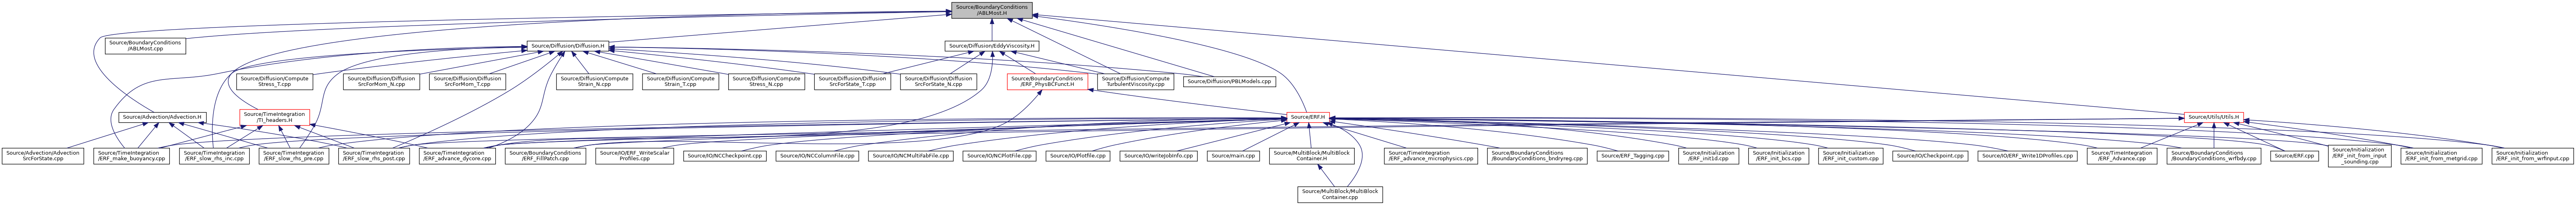 Source/BoundaryConditions
/ABLMost.H
Source/BoundaryConditions
/ABLMost.cpp
Source/Diffusion/Diffusion.H
Source/Diffusion/EddyViscosity.H
Source/Diffusion/Compute
Stress_T.cpp
Source/Diffusion/Diffusion
SrcForMom_N.cpp
Source/Diffusion/Diffusion
SrcForMom_T.cpp
Source/Diffusion/Compute
Strain_N.cpp
Source/Diffusion/Compute
Strain_T.cpp
Source/Diffusion/Compute
Stress_N.cpp
Source/Diffusion/Diffusion
SrcForState_T.cpp
Source/Diffusion/Diffusion
SrcForState_N.cpp
Source/BoundaryConditions
/ERF_PhysBCFunct.H
Source/Diffusion/Compute
TurbulentViscosity.cpp
Source/Diffusion/PBLModels.cpp
Source/Advection/Advection.H
Source/TimeIntegration
/TI_headers.H
Source/ERF.H
Source/Utils/Utils.H
Source/Advection/Advection
SrcForState.cpp
Source/TimeIntegration
/ERF_make_buoyancy.cpp
Source/TimeIntegration
/ERF_slow_rhs_inc.cpp
Source/TimeIntegration
/ERF_slow_rhs_pre.cpp
Source/TimeIntegration
/ERF_slow_rhs_post.cpp
Source/TimeIntegration
/ERF_advance_dycore.cpp
Source/BoundaryConditions
/ERF_FillPatch.cpp
Source/IO/ERF_WriteScalar
Profiles.cpp
Source/IO/NCCheckpoint.cpp
Source/IO/NCColumnFile.cpp
Source/IO/NCMultiFabFile.cpp
Source/IO/NCPlotFile.cpp
Source/IO/Plotfile.cpp
Source/IO/writeJobInfo.cpp
Source/main.cpp
Source/MultiBlock/MultiBlock
Container.H
Source/TimeIntegration
/ERF_advance_microphysics.cpp
Source/BoundaryConditions
/BoundaryConditions_bndryreg.cpp
Source/ERF_Tagging.cpp
Source/Initialization
/ERF_init1d.cpp
Source/Initialization
/ERF_init_bcs.cpp
Source/Initialization
/ERF_init_custom.cpp
Source/IO/Checkpoint.cpp
Source/IO/ERF_Write1DProfiles.cpp
Source/TimeIntegration
/ERF_Advance.cpp
Source/BoundaryConditions
/BoundaryConditions_wrfbdy.cpp
Source/ERF.cpp
Source/Initialization
/ERF_init_from_input
_sounding.cpp
Source/Initialization
/ERF_init_from_metgrid.cpp
Source/Initialization
/ERF_init_from_wrfinput.cpp
Source/MultiBlock/MultiBlock
Container.cpp